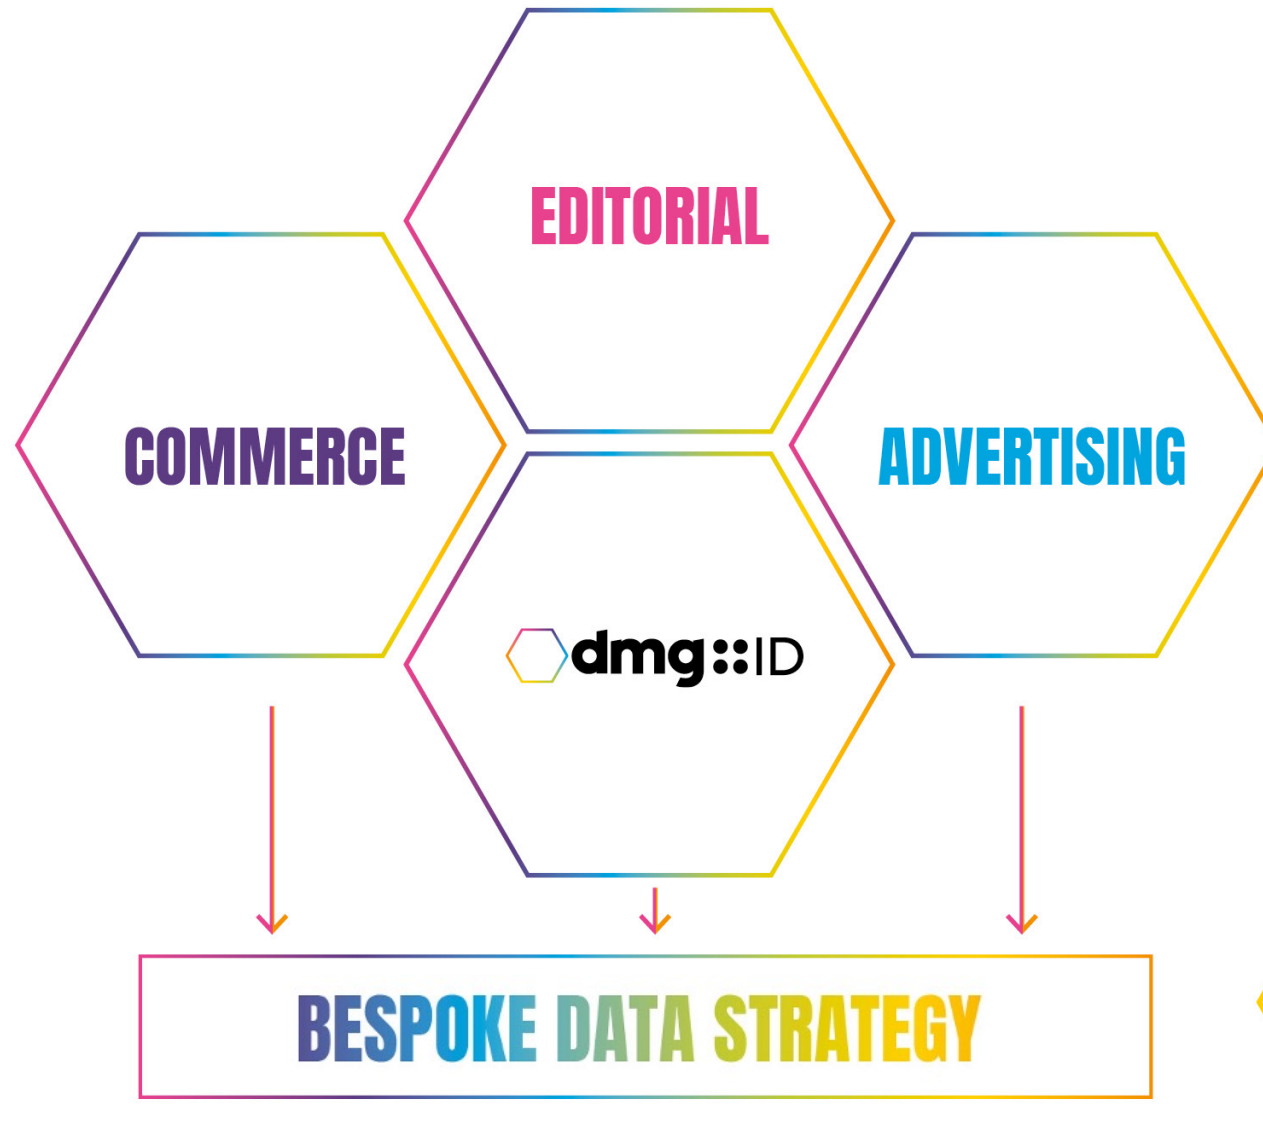 EDITORIAL
COMMERCE
ADVERTISING
dmg::ID
BESPOKE DATA STRATEGY